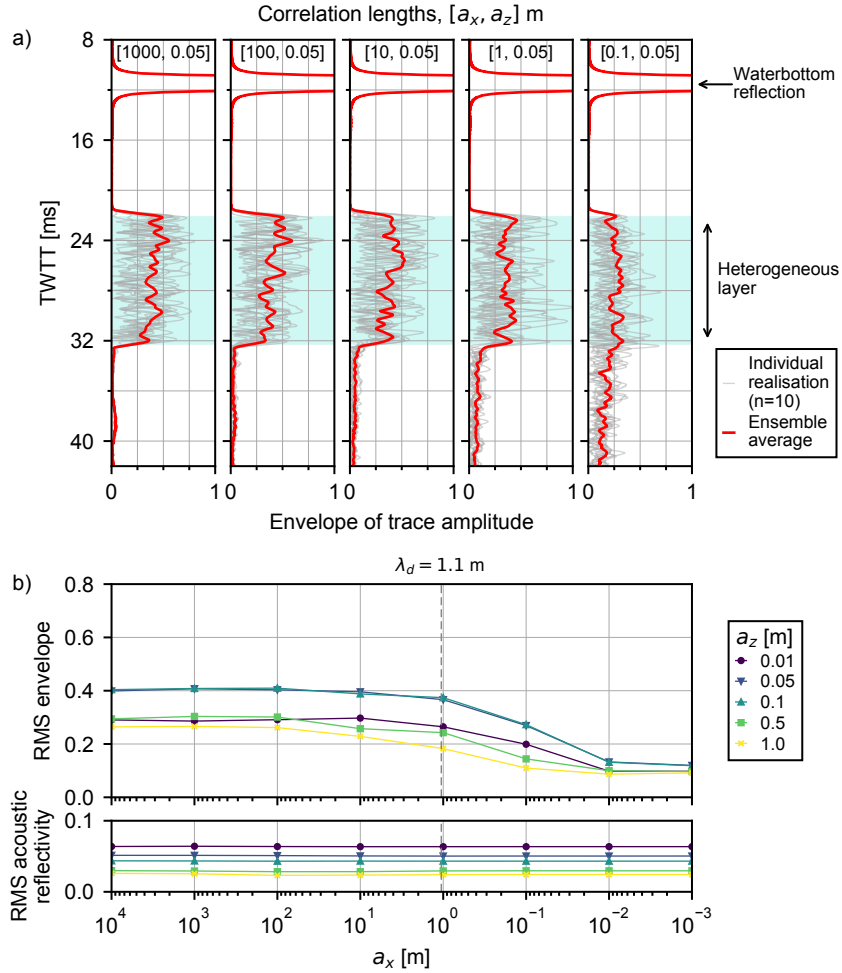 Correlation lengths, [a_x, a_z] m
a)
[1000, 0.05] [100, 0.05] [10, 0.05] [1, 0.05] [0.1, 0.05]
8
16
24
32
40
TWTT [ms]
Waterbottom
reflection
Heterogeneous
layer
Individual
realisation
(n=10)
Ensemble
average
0 1 0 1 0 1 0 1 0 1
Envelope of trace amplitude
b)
λ_d = 1.1 m
0.8
0.6
0.4
0.2
0.0
RMS envelope
a_z [m]
0.01
0.05
0.1
0.5
1.0
0.1
0.0
RMS acoustic
reflectivity
10^4 10^3 10^2 10^1 10^0 10^-1 10^-2 10^-3
a_x [m]